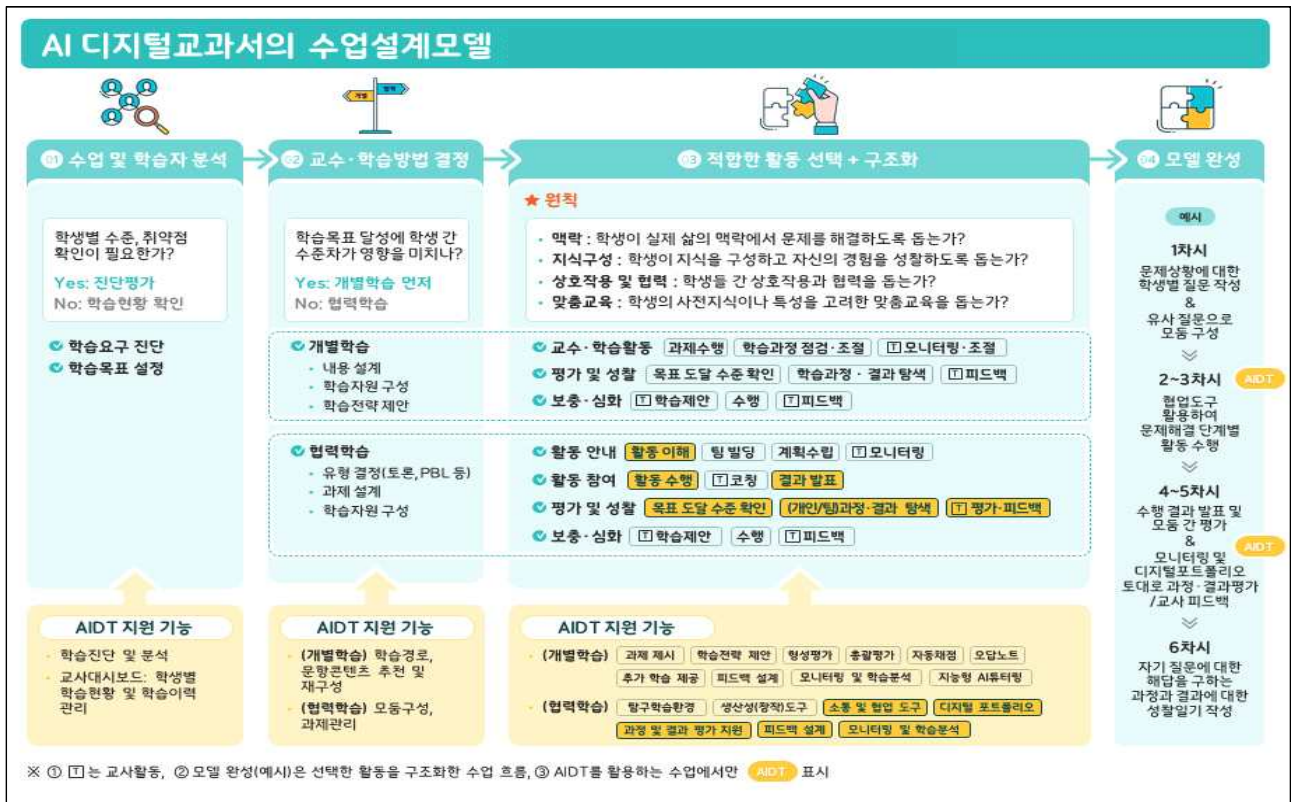 AI 디지털교과서의 수업설계모델
개별
협력
01 수업 및 학습자 분석
학생별 수준, 취약점
확인이 필요한가?
Yes: 진단평가
No: 학습현황 확인
학습요구 진단
학습목표 설정
AIDT 지원 기능
· 학습진단 및 분석
· 교사대시보드: 학생별
학습현황 및 학습이력
관리
02 교수·학습방법 결정
학습목표 달성에 학생 간
수준차가 영향을 미치나?
Yes: 개별학습 먼저
No: 협력학습
개별학습
· 내용 설계
· 학습자원 구성
· 학습전략 제안
협력학습
· 유형 결정(토론, PBL 등)
· 과제 설계
· 학습자원 구성
AIDT 지원 기능
· (개별학습) 학습경로,
문항콘텐츠 추천 및
재구성
· (협력학습) 모둠구성,
과제관리
03 적합한 활동 선택 + 구조화
★ 원칙
· 맥락 : 학생이 실제 삶의 맥락에서 문제를 해결하도록 돕는가?
· 지식구성 : 학생이 지식을 구성하고 자신의 경험을 성찰하도록 돕는가?
· 상호작용 및 협력 : 학생들 간 상호작용과 협력을 돕는가?
· 맞춤교육 : 학생의 사전지식이나 특성을 고려한 맞춤교육을 돕는가?
교수·학습활동 과제수행 학습과정 점검·조절 T 모니터링·조절
평가 및 성찰 목표 도달 수준 확인 학습과정 · 결과 탐색 T 피드백
보충·심화 T 학습제안 수행 T 피드백
활동 안내 활동 이해 팀 빌딩 계획수립 T 모니터링
활동 참여 활동 수행 T 코칭 결과 발표
평가 및 성찰 목표 도달 수준 확인 (개인/팀)과정·결과 탐색 T 평가·피드백
보충·심화 T 학습제안 수행 T 피드백
AIDT 지원 기능
· (개별학습) 과제 제시 학습전략 제안 형성평가 총괄평가 자동채점 오답노트
추가 학습 제공 피드백 설계 모니터링 및 학습분석 지능형 AI튜터링
· (협력학습) 탐구학습환경 생산성(창작)도구 소통 및 협업 도구 디지털 포트폴리오
과정 및 결과 평가 지원 피드백 설계 모니터링 및 학습분석
04 모델 완성
예시
1차시
문제상황에 대한
학생별 질문 작성
&
유사 질문으로
모둠 구성
2~3차시 AIDT
협업도구
활용하여
문제해결 단계별
활동 수행
4~5차시
수행 결과 발표 및
모둠 간 평가
& AIDT
모니터링 및
디지털포트폴리오
토대로 과정·결과평가
/교사 피드백
6차시
자기 질문에 대한
해답을 구하는
과정과 결과에 대한
성찰일기 작성
※ ① T는 교사활동, ② 모델 완성(예시)은 선택한 활동을 구조화한 수업 흐름, ③ AIDT를 활용하는 수업에서만 AIDT 표시